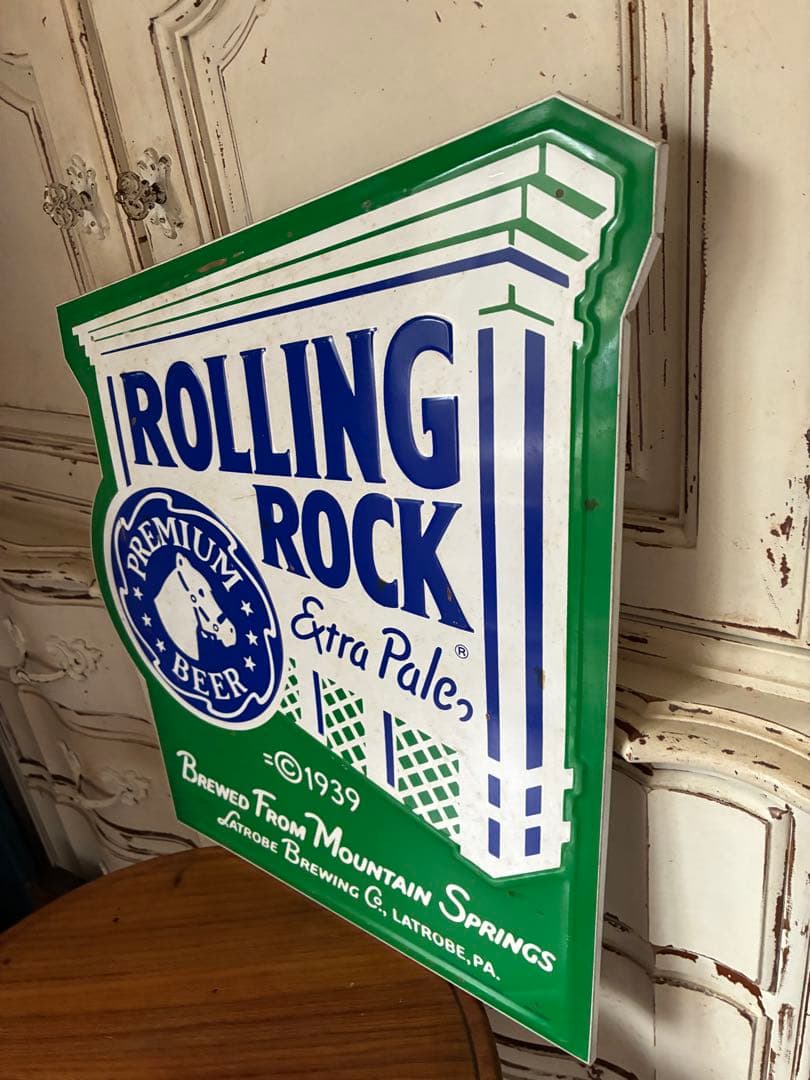 ROLLING
ROCK
®
Extra Pale
PREMIUM
BEER
=©1939
BREWED FROM MOUNTAIN SPRINGS
LATROBE BREWING CO., LATROBE, PA.